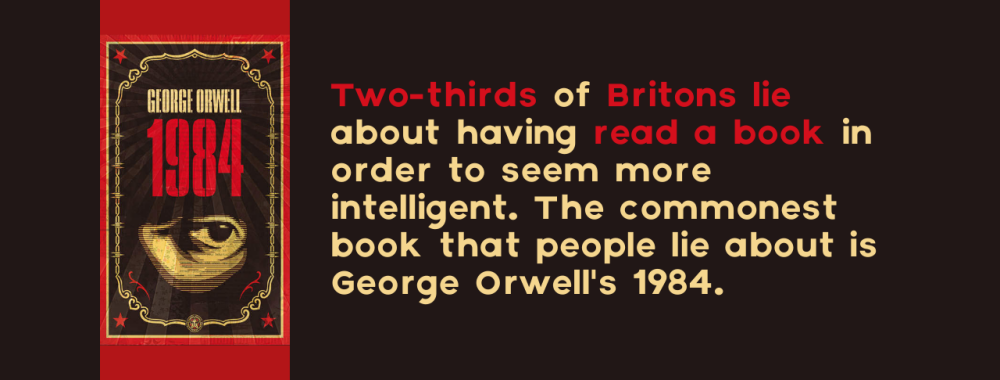 GEORGE ORWELL
1984
Two-thirds of Britons lie
about having read a book in
order to seem more
intelligent. The commonest
book that people lie about is
George Orwell's 1984.